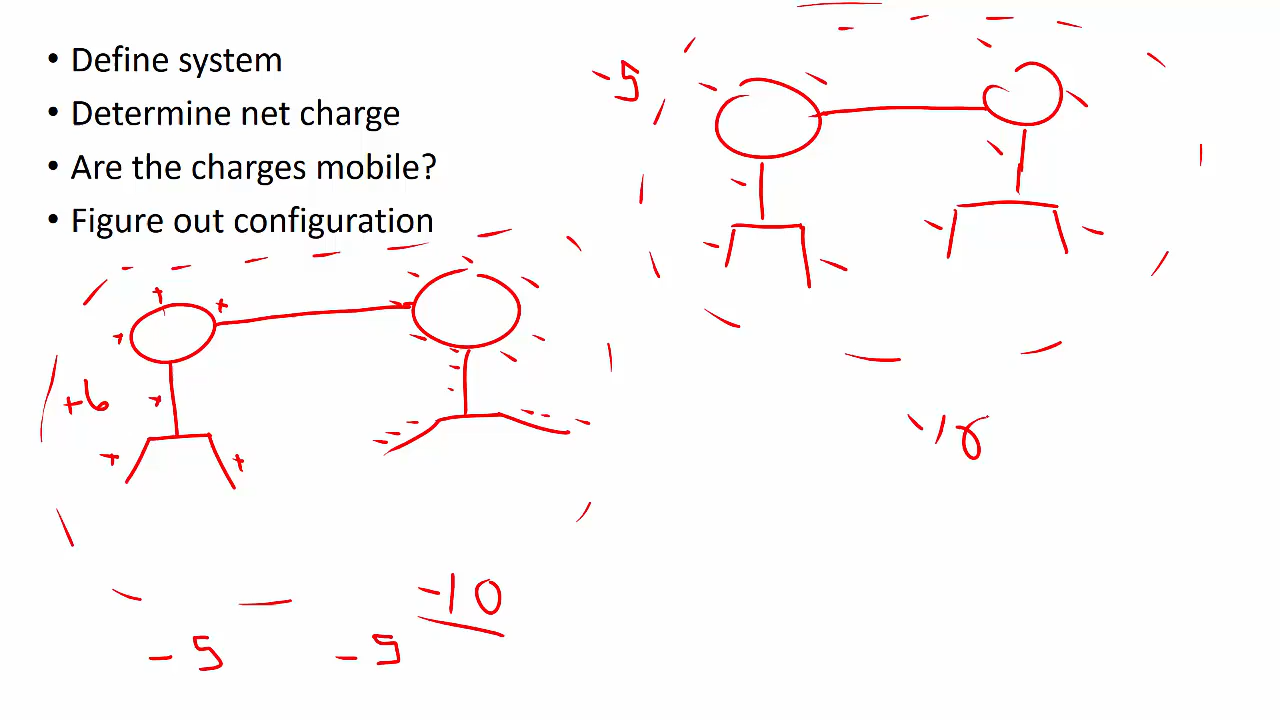 • Define system
• Determine net charge
• Are the charges mobile?
• Figure out configuration
-5
+6
-10
-5 -5